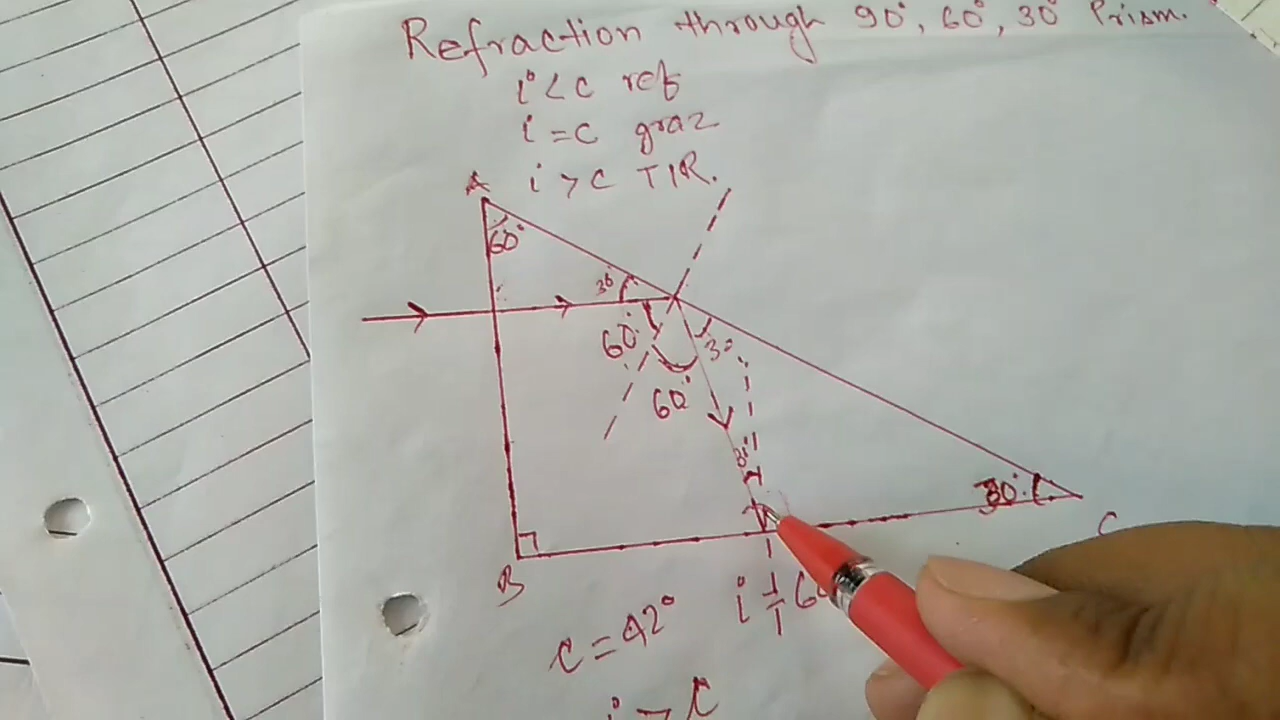 Refraction through 90°, 60°, 30° Prism.
i < c ref
i = c graz
i > c TIR.
A
60°
30
60°
30
60°
30°
30°
C
B
c = 42°
i
i > C